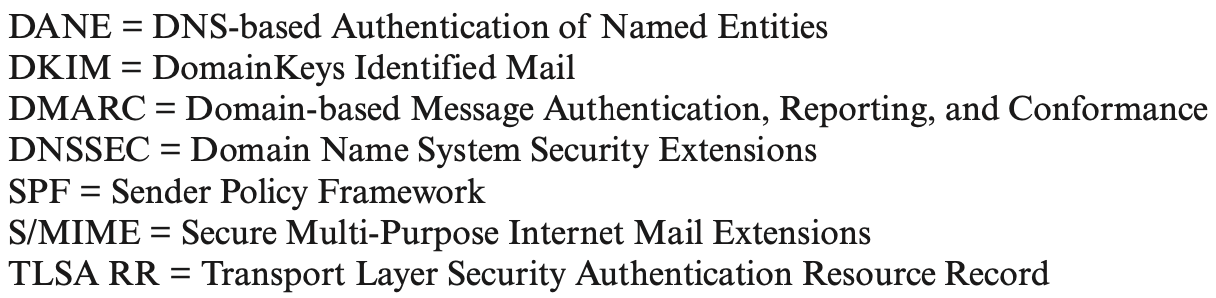 DANE = DNS-based Authentication of Named Entities
DKIM = DomainKeys Identified Mail
DMARC = Domain-based Message Authentication, Reporting, and Conformance
DNSSEC = Domain Name System Security Extensions
SPF = Sender Policy Framework
S/MIME = Secure Multi-Purpose Internet Mail Extensions
TLSA RR = Transport Layer Security Authentication Resource Record